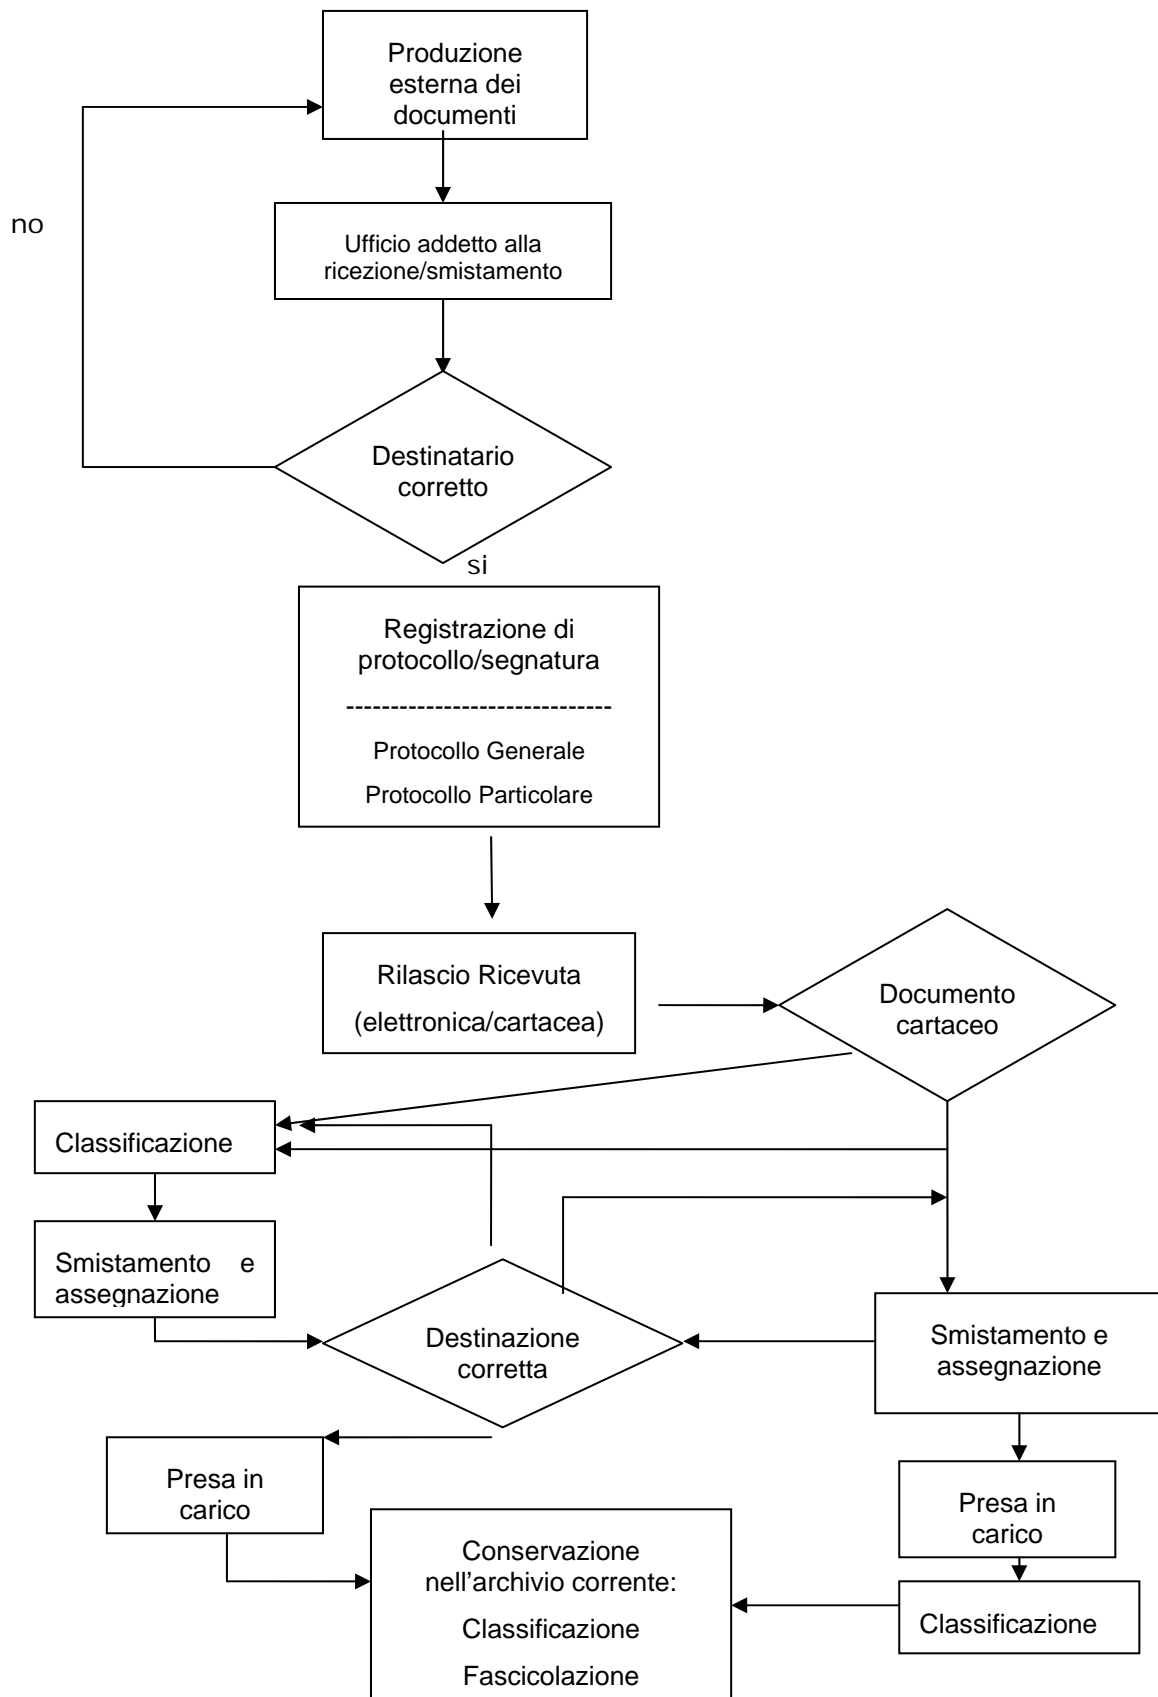 Produzione
esterna dei
documenti
no
Ufficio addetto alla
ricezione/smistamento
Destinatario
corretto
si
Registrazione di
protocollo/segnatura
------------------------------
Protocollo Generale
Protocollo Particolare
Rilascio Ricevuta
(elettronica/cartacea)
Documento
cartaceo
Classificazione
Smistamento e
assegnazione
Destinazione
corretta
Smistamento e
assegnazione
Presa in
carico
Presa in
carico
Conservazione
nell’archivio corrente:
Classificazione
Fascicolazione
Classificazione